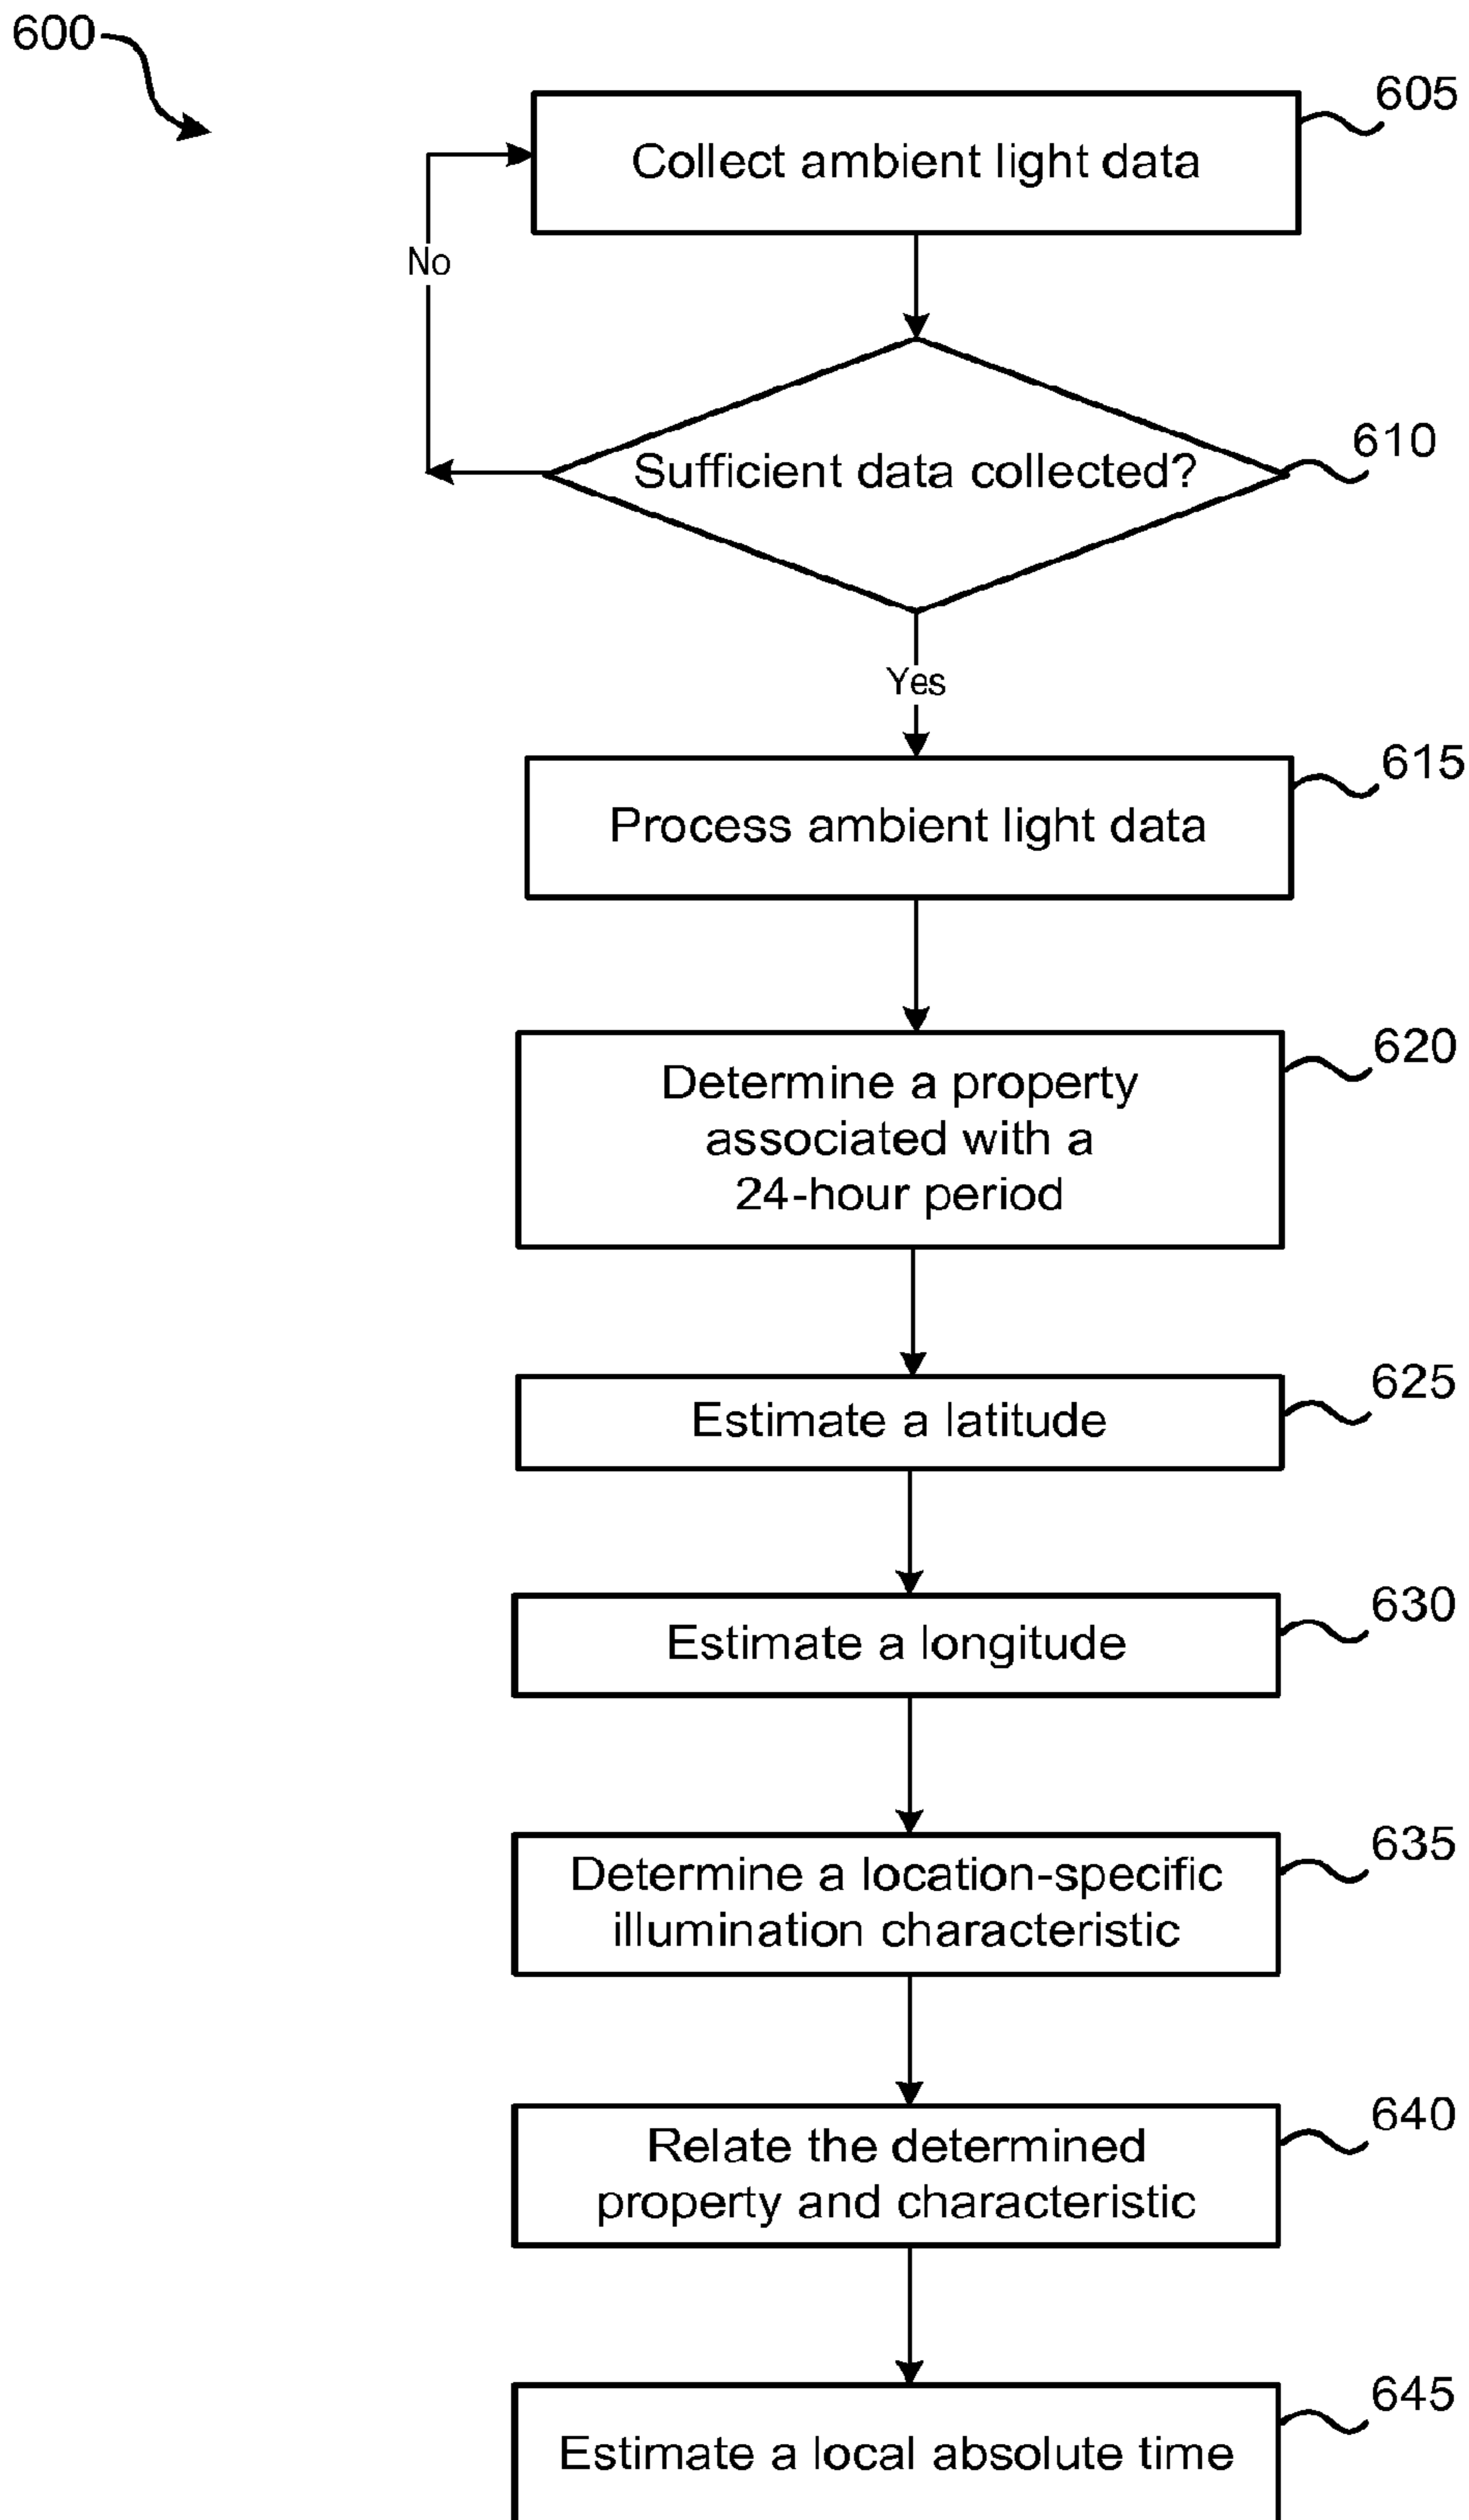 600
605
Collect ambient light data
No
610
Sufficient data collected?
Yes
615
Process ambient light data
620
Determine a property
associated with a
24-hour period
625
Estimate a latitude
630
Estimate a longitude
635
Determine a location-specific
illumination characteristic
640
Relate the determined
property and characteristic
645
Estimate a local absolute time